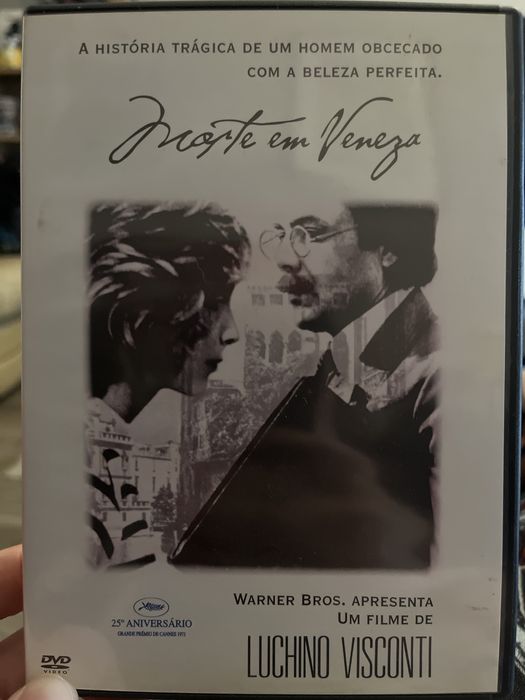 A HISTÓRIA TRÁGICA DE UM HOMEM OBCECADO
COM A BELEZA PERFEITA.
Morte em Veneza
25º ANIVERSÁRIO
GRANDE PRÉMIO DE CANNES 1971
WARNER BROS. APRESENTA
UM FILME DE
LUCHINO VISCONTI
DVD
VIDEO